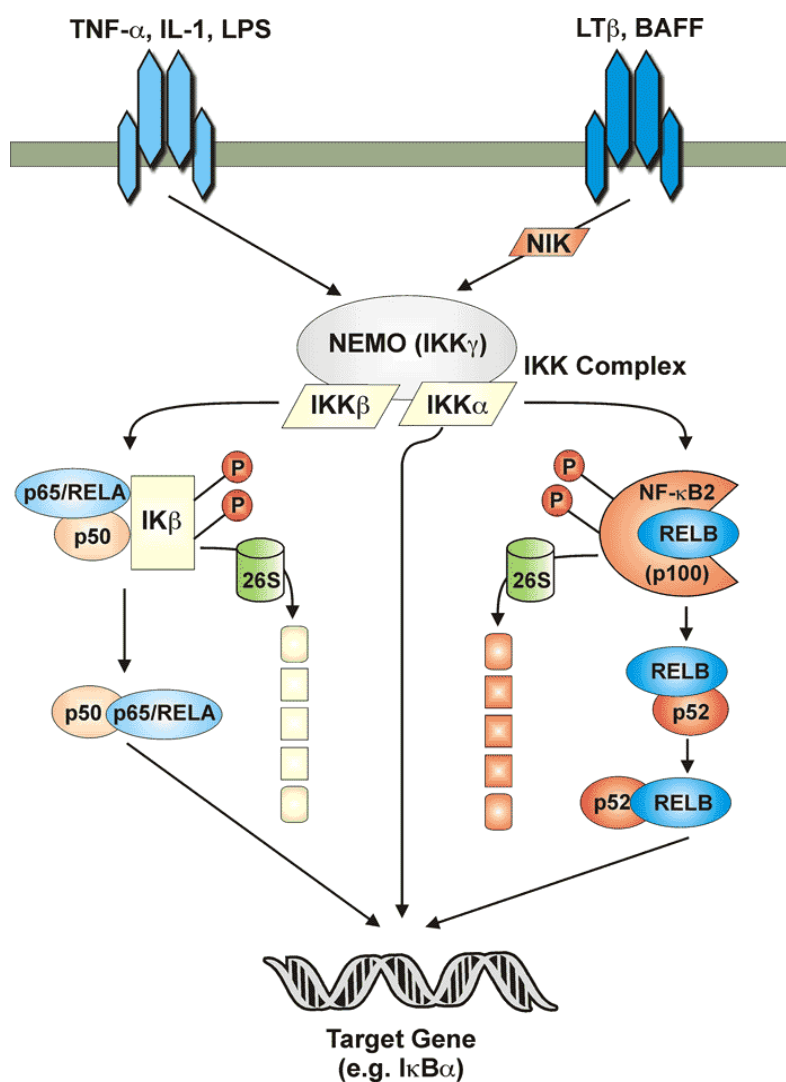 TNF-α, IL-1, LPS
LTβ, BAFF
NIK
NEMO (IKKγ)
IKK Complex
IKKβ
IKKα
P
P
p65/RELA
p50
IKβ
26S
P
P
NF-κB2
RELB
(p100)
26S
RELB
p52
p50
p65/RELA
p52
RELB
Target Gene
(e.g. IκBα)